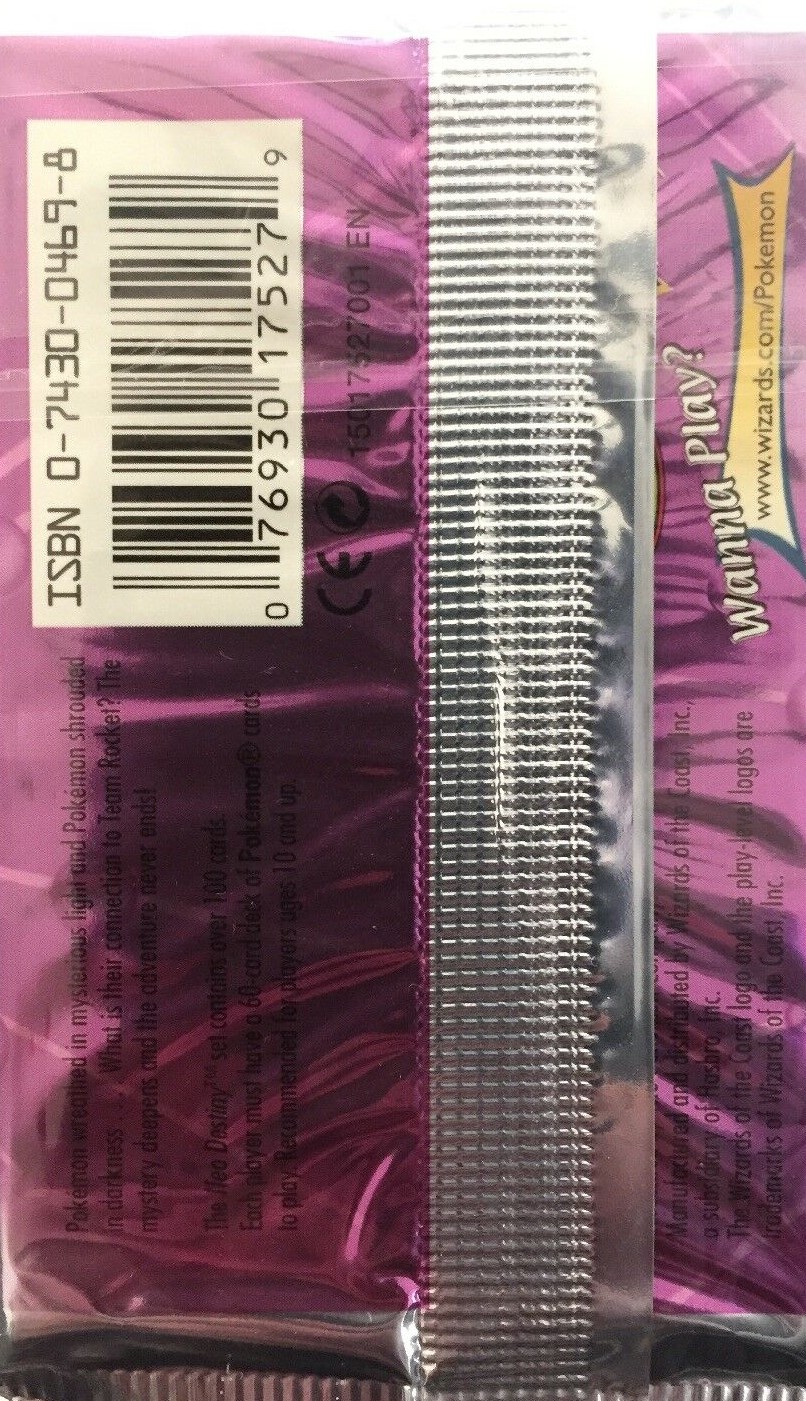 Pokémon wreathed in mysterious light and Pokémon shrouded
in darkness . . . . What is their connection to Team Rocket? The
mystery deepens and the adventure never ends!
The Neo Destiny™ set contains over 100 cards.
Each player must have a 60-card deck of Pokémon® cards
to play. Recommended for players ages 10 and up.
ISBN 0-7430-0469-8
0 76930 17527 9
CE 15017527001 EN
Manufactured and distributed by Wizards of the Coast, Inc.,
a subsidiary of Hasbro, Inc.
The Wizards of the Coast logo and the play-level logos are
trademarks of Wizards of the Coast, Inc.
Wanna Play?
www.wizards.com/Pokemon